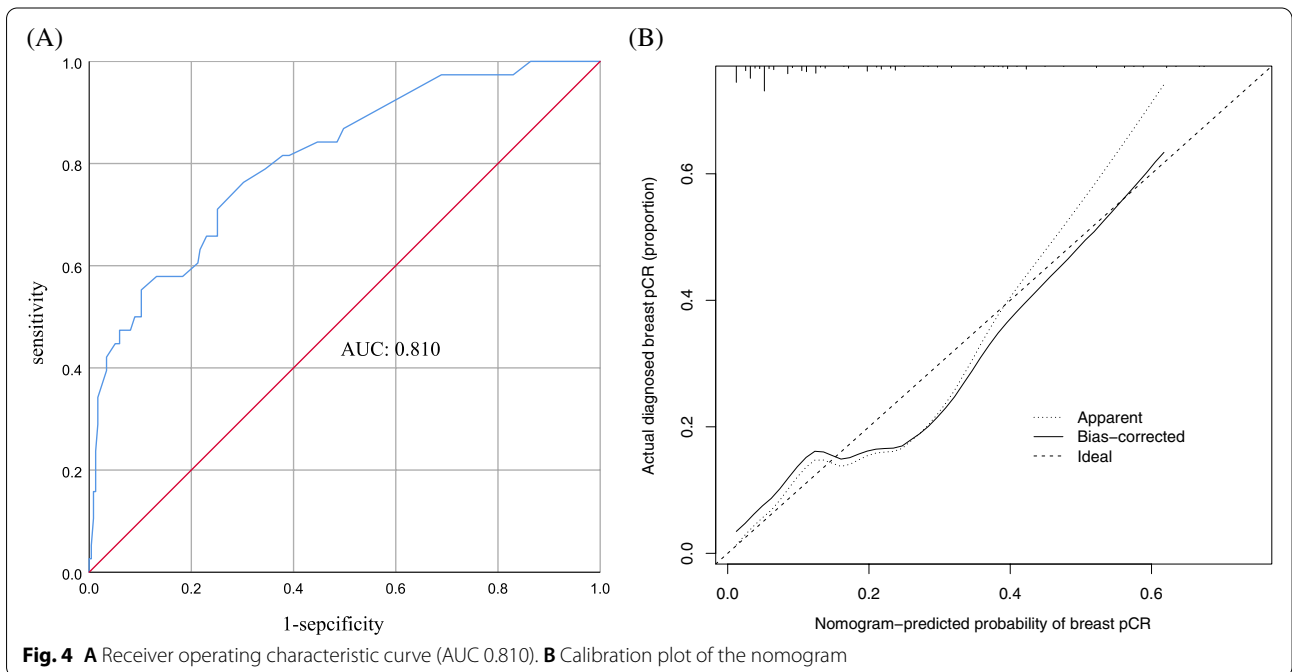 (A)
1.0
0.8
0.6
0.4
0.2
0.0
sensitivity
AUC: 0.810
0.0 0.2 0.4 0.6 0.8 1.0
1-sepcificity
(B)
Actual diagnosed breast pCR (proportion)
0.6
0.4
0.2
0.0
Apparent
Bias−corrected
Ideal
0.0 0.2 0.4 0.6
Nomogram−predicted probability of breast pCR
Fig. 4 A Receiver operating characteristic curve (AUC 0.810). B Calibration plot of the nomogram